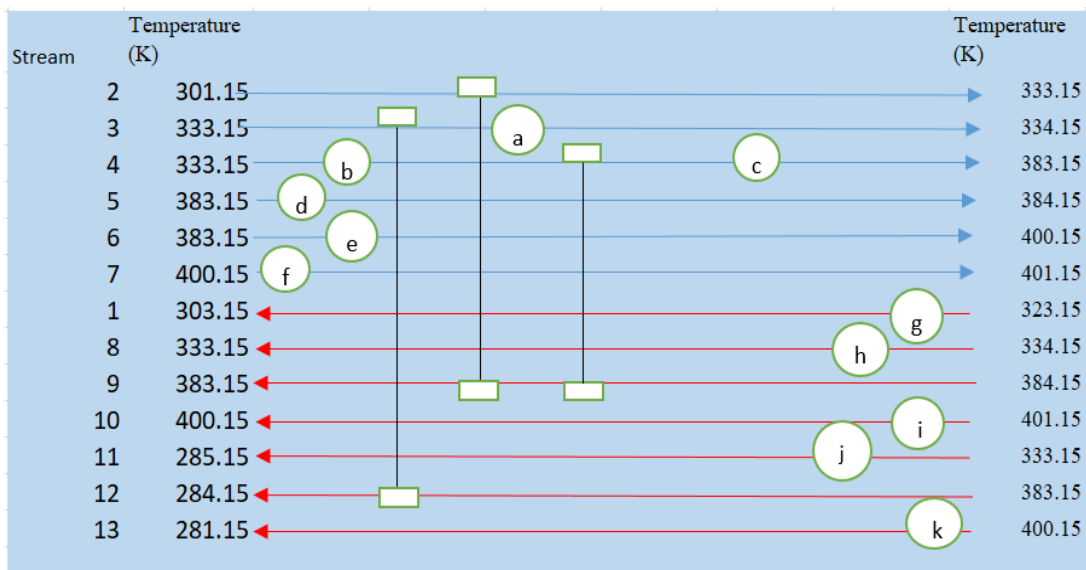 Temperature Temperature
Stream (K) (K)
2 301.15 333.15
3 333.15 a 334.15
4 333.15 b c 383.15
5 383.15 d 384.15
6 383.15 e 400.15
7 400.15 f 401.15
1 303.15 g 323.15
8 333.15 h 334.15
9 383.15 384.15
10 400.15 i 401.15
11 285.15 j 333.15
12 284.15 383.15
13 281.15 k 400.15